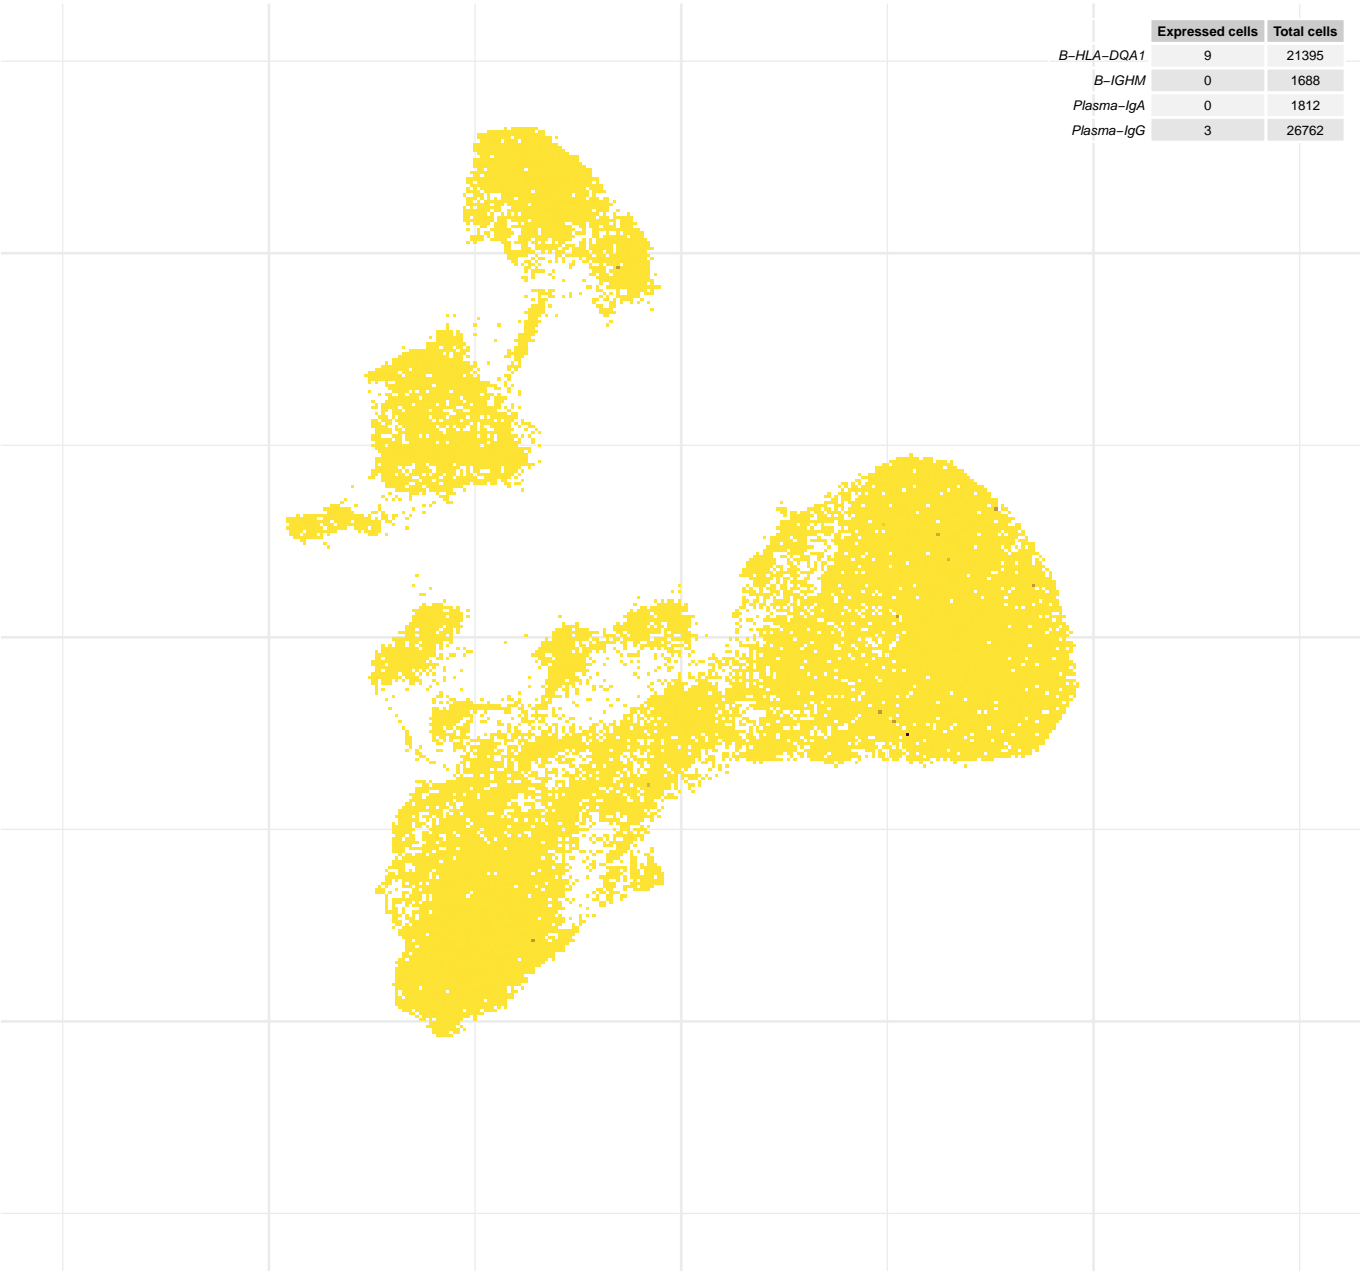 Expressed cells Total cells
B−HLA−DQA1 9 21395
B−IGHM 0 1688
Plasma−IgA 0 1812
Plasma−IgG 3 26762